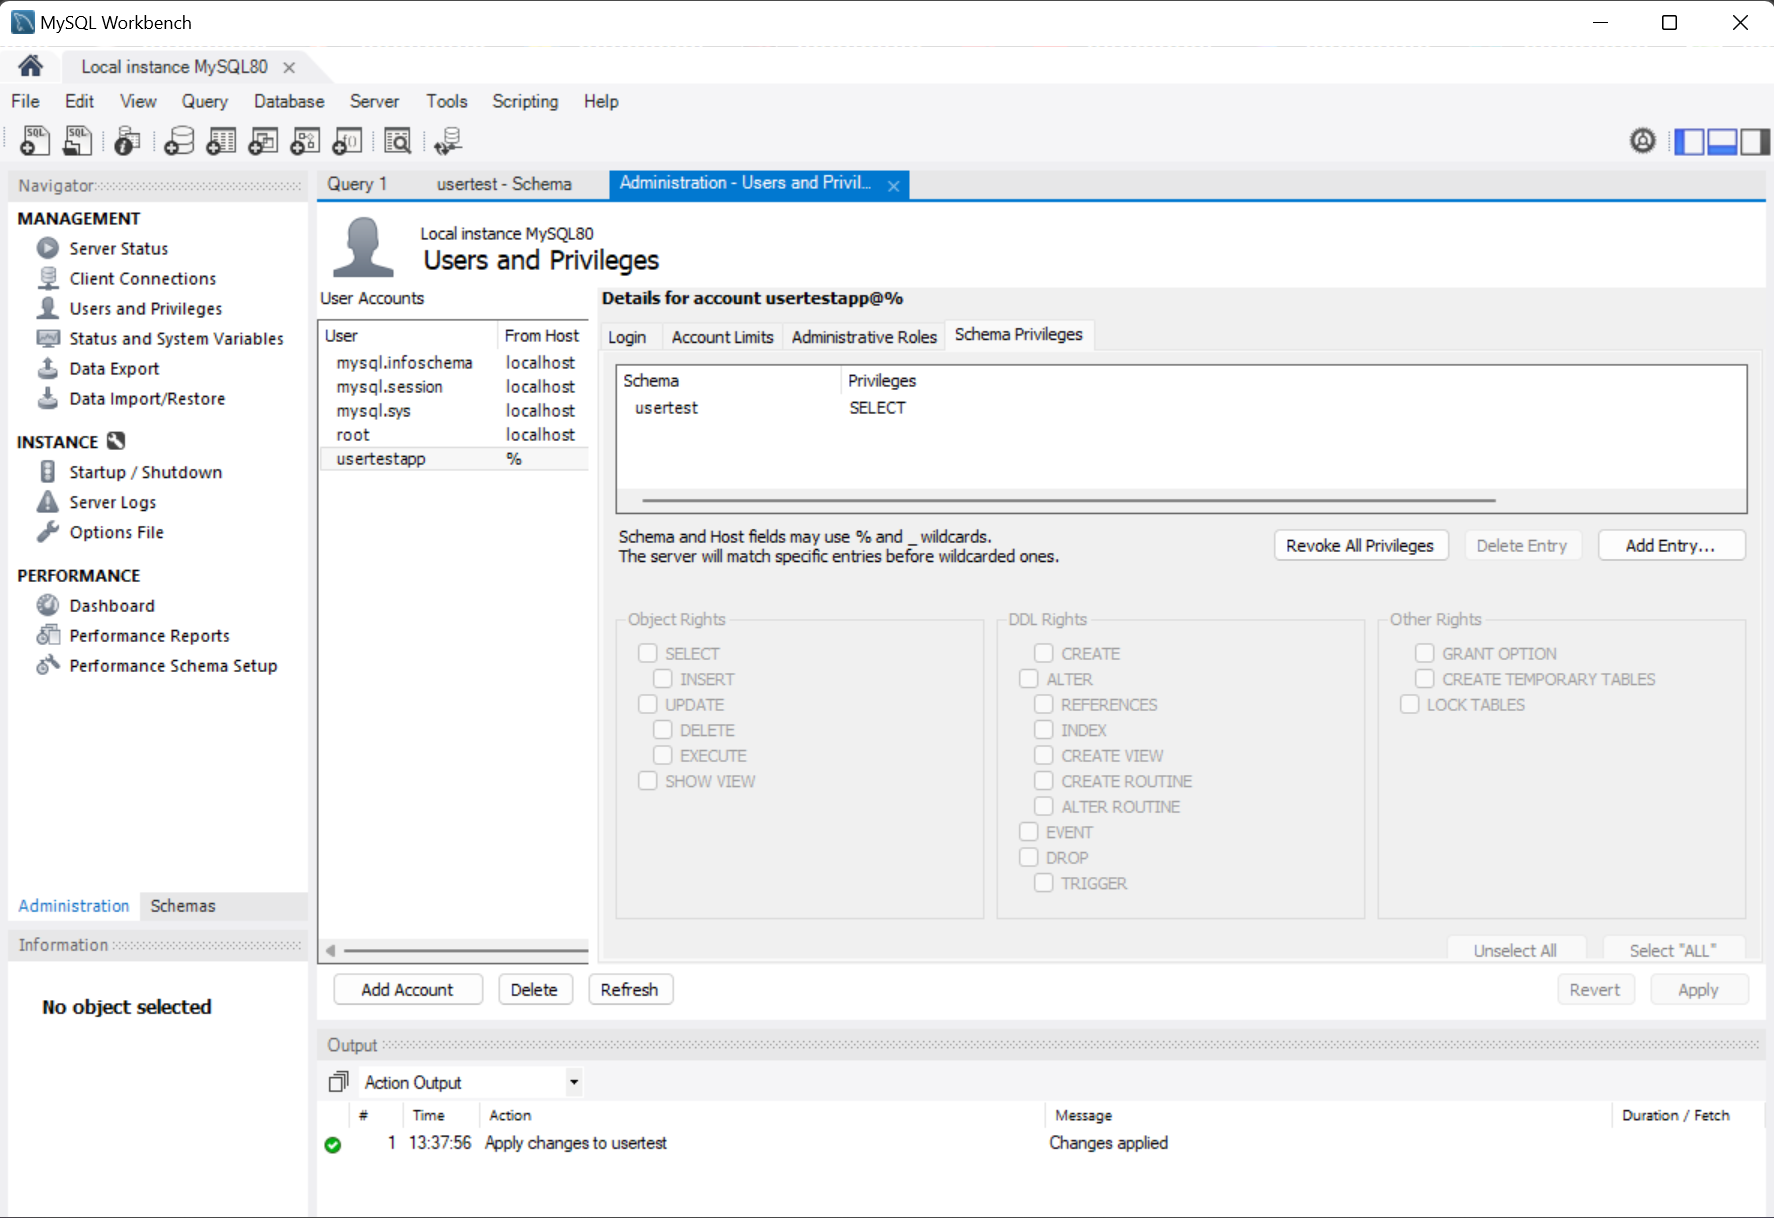 MySQL Workbench
Local instance MySQL80
File Edit View Query Database Server Tools Scripting Help
Navigator
MANAGEMENT
Server Status
Client Connections
Users and Privileges
Status and System Variables
Data Export
Data Import/Restore
INSTANCE
Startup / Shutdown
Server Logs
Options File
PERFORMANCE
Dashboard
Performance Reports
Performance Schema Setup
Administration Schemas
Information
No object selected
Query 1 usertest - Schema Administration - Users and Privil...
Local instance MySQL80
Users and Privileges
User Accounts
User From Host
mysql.infoschema localhost
mysql.session localhost
mysql.sys localhost
root localhost
usertestapp %
Add Account Delete Refresh
Details for account usertestapp@%
Login Account Limits Administrative Roles Schema Privileges
Schema Privileges
usertest SELECT
Schema and Host fields may use % and _ wildcards.
The server will match specific entries before wildcarded ones.
Revoke All Privileges Delete Entry Add Entry...
Object Rights
SELECT
INSERT
UPDATE
DELETE
EXECUTE
SHOW VIEW
DDL Rights
CREATE
ALTER
REFERENCES
INDEX
CREATE VIEW
CREATE ROUTINE
ALTER ROUTINE
EVENT
DROP
TRIGGER
Other Rights
GRANT OPTION
CREATE TEMPORARY TABLES
LOCK TABLES
Unselect All Select "ALL"
Revert Apply
Output
Action Output
# Time Action Message Duration / Fetch
1 13:37:56 Apply changes to usertest Changes applied